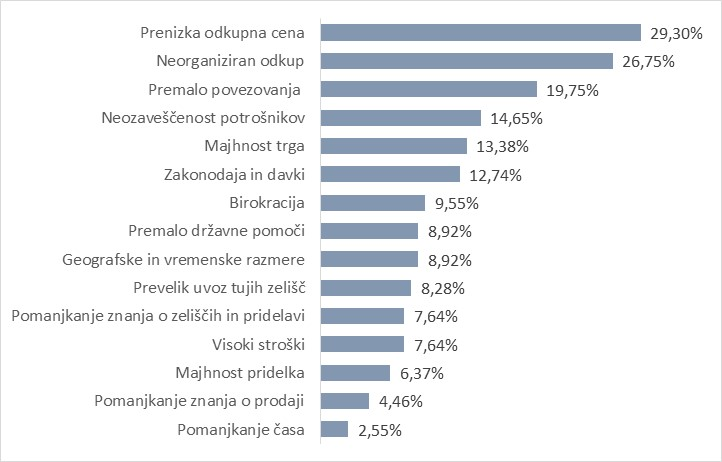 Prenizka odkupna cena 29,30%
Neorganiziran odkup 26,75%
Premalo povezovanja 19,75%
Neozaveščenost potrošnikov 14,65%
Majhnost trga 13,38%
Zakonodaja in davki 12,74%
Birokracija 9,55%
Premalo državne pomoči 8,92%
Geografske in vremenske razmere 8,92%
Prevelik uvoz tujih zelišč 8,28%
Pomanjkanje znanja o zeliščih in pridelavi 7,64%
Visoki stroški 7,64%
Majhnost pridelka 6,37%
Pomanjkanje znanja o prodaji 4,46%
Pomanjkanje časa 2,55%